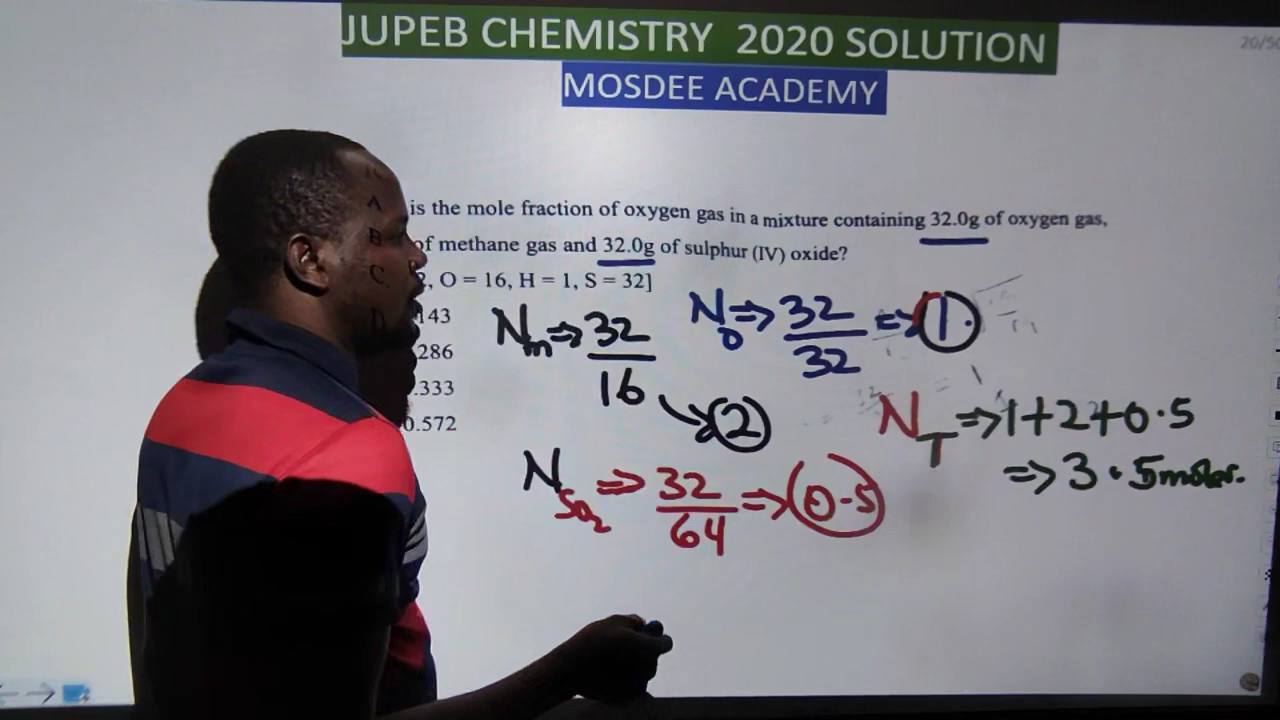 JUPEB CHEMISTRY 2020 SOLUTION
MOSDEE ACADEMY
is the mole fraction of oxygen gas in a mixture containing 32.0g of oxygen gas,
of methane gas and 32.0g of sulphur (IV) oxide?
, O = 16, H = 1, S = 32]
A 143
B 286
C .333
D 0.572
Nm ⇒ 32/16 → 2
No ⇒ 32/32 ⇒ 1.
NSO2 ⇒ 32/64 ⇒ 0.5
NT ⇒ 1+2+0.5
⇒ 3.5moles.